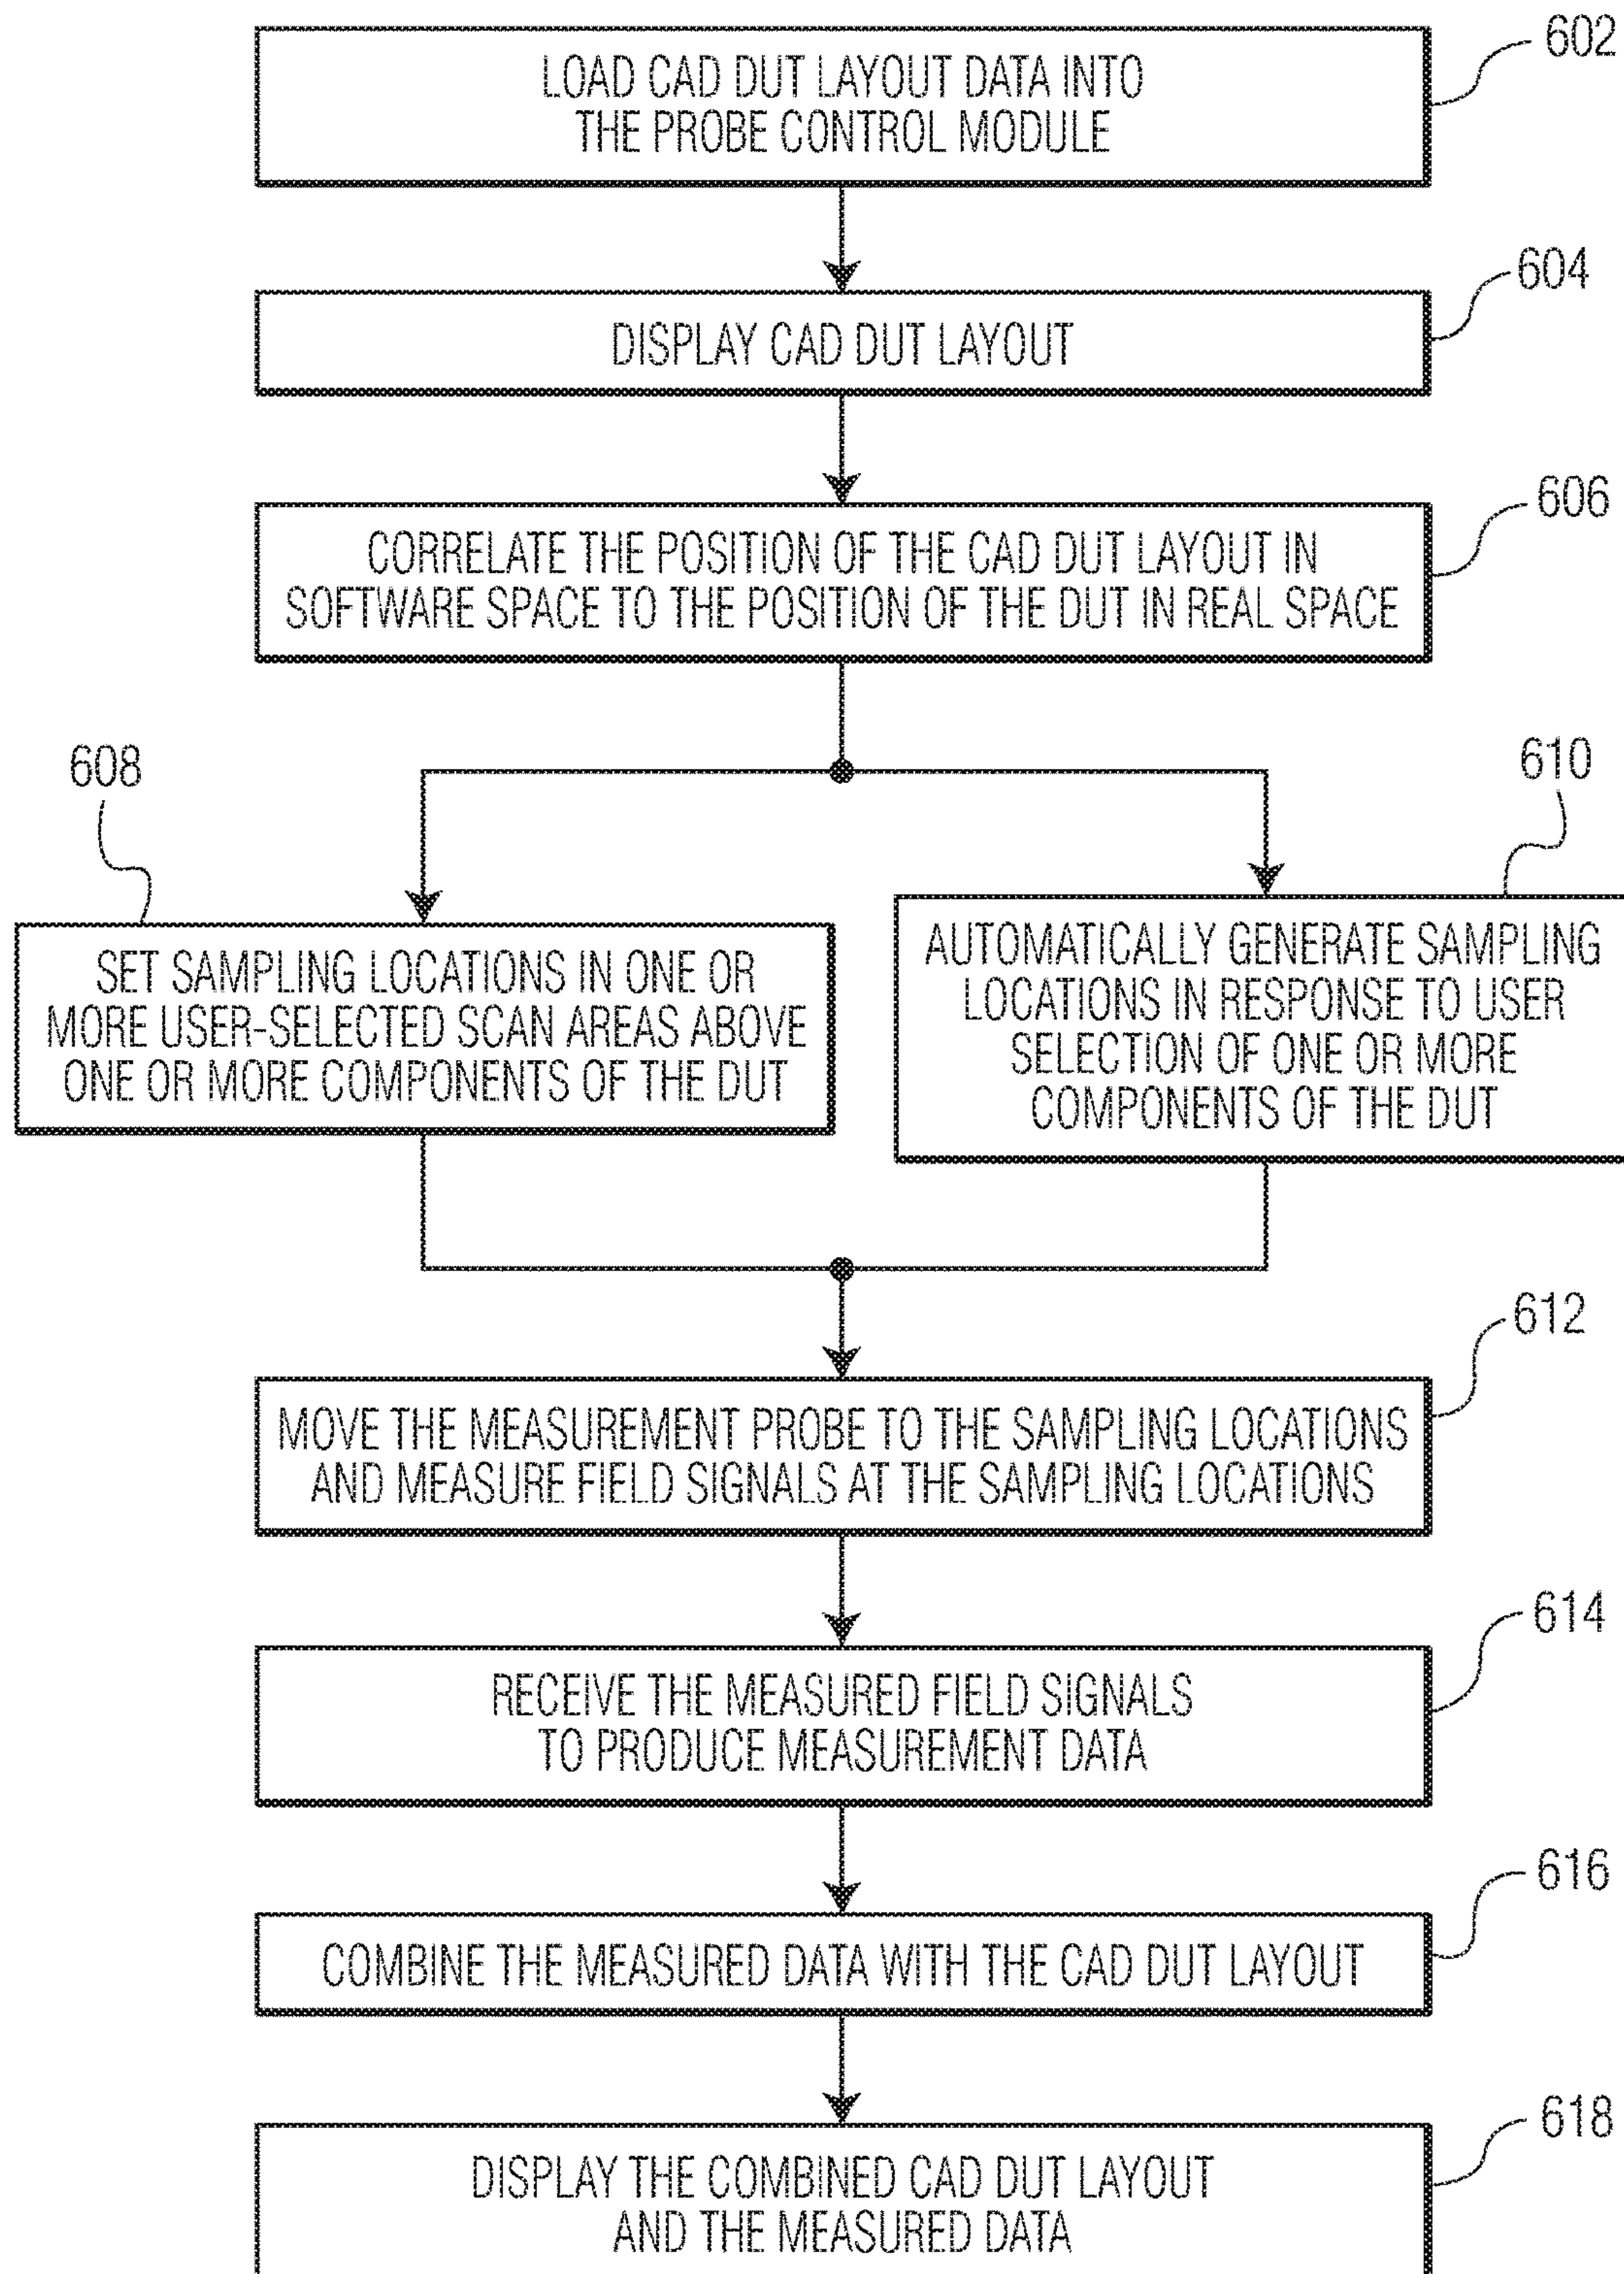 LOAD CAD DUT LAYOUT DATA INTO
THE PROBE CONTROL MODULE
602
DISPLAY CAD DUT LAYOUT
604
CORRELATE THE POSITION OF THE CAD DUT LAYOUT IN
SOFTWARE SPACE TO THE POSITION OF THE DUT IN REAL SPACE
606
608
SET SAMPLING LOCATIONS IN ONE OR
MORE USER-SELECTED SCAN AREAS ABOVE
ONE OR MORE COMPONENTS OF THE DUT
610
AUTOMATICALLY GENERATE SAMPLING
LOCATIONS IN RESPONSE TO USER
SELECTION OF ONE OR MORE
COMPONENTS OF THE DUT
MOVE THE MEASUREMENT PROBE TO THE SAMPLING LOCATIONS
AND MEASURE FIELD SIGNALS AT THE SAMPLING LOCATIONS
612
RECEIVE THE MEASURED FIELD SIGNALS
TO PRODUCE MEASUREMENT DATA
614
COMBINE THE MEASURED DATA WITH THE CAD DUT LAYOUT
616
DISPLAY THE COMBINED CAD DUT LAYOUT
AND THE MEASURED DATA
618